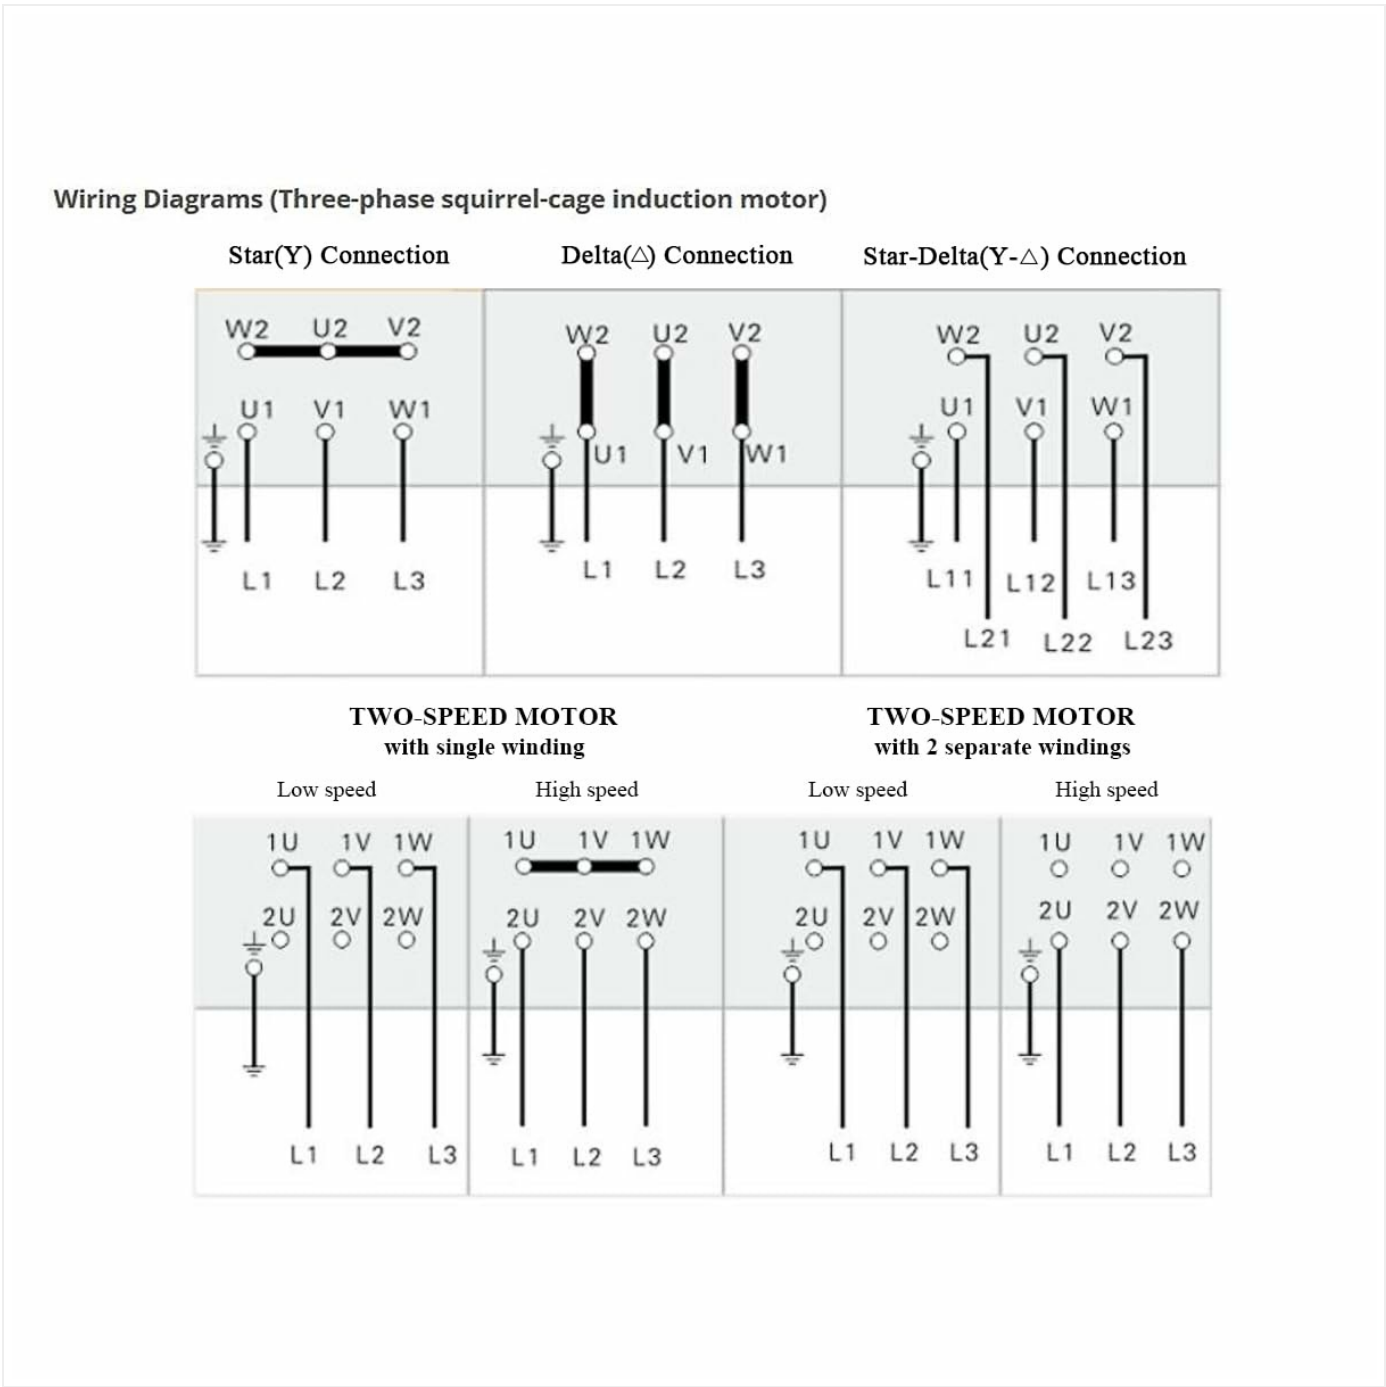 Wiring Diagrams (Three-phase squirrel-cage induction motor)
Star(Y) Connection
Delta(△) Connection
Star-Delta(Y-△) Connection
W2 U2 V2
U1 V1 W1
L1 L2 L3
W2 U2 V2
U1 V1 W1
L1 L2 L3
W2 U2 V2
U1 V1 W1
L11 L12 L13
L21 L22 L23
TWO-SPEED MOTOR
with single winding
TWO-SPEED MOTOR
with 2 separate windings
Low speed
High speed
Low speed
High speed
1U 1V 1W
2U 2V 2W
L1 L2 L3
1U 1V 1W
2U 2V 2W
L1 L2 L3
1U 1V 1W
2U 2V 2W
L1 L2 L3
1U 1V 1W
2U 2V 2W
L1 L2 L3